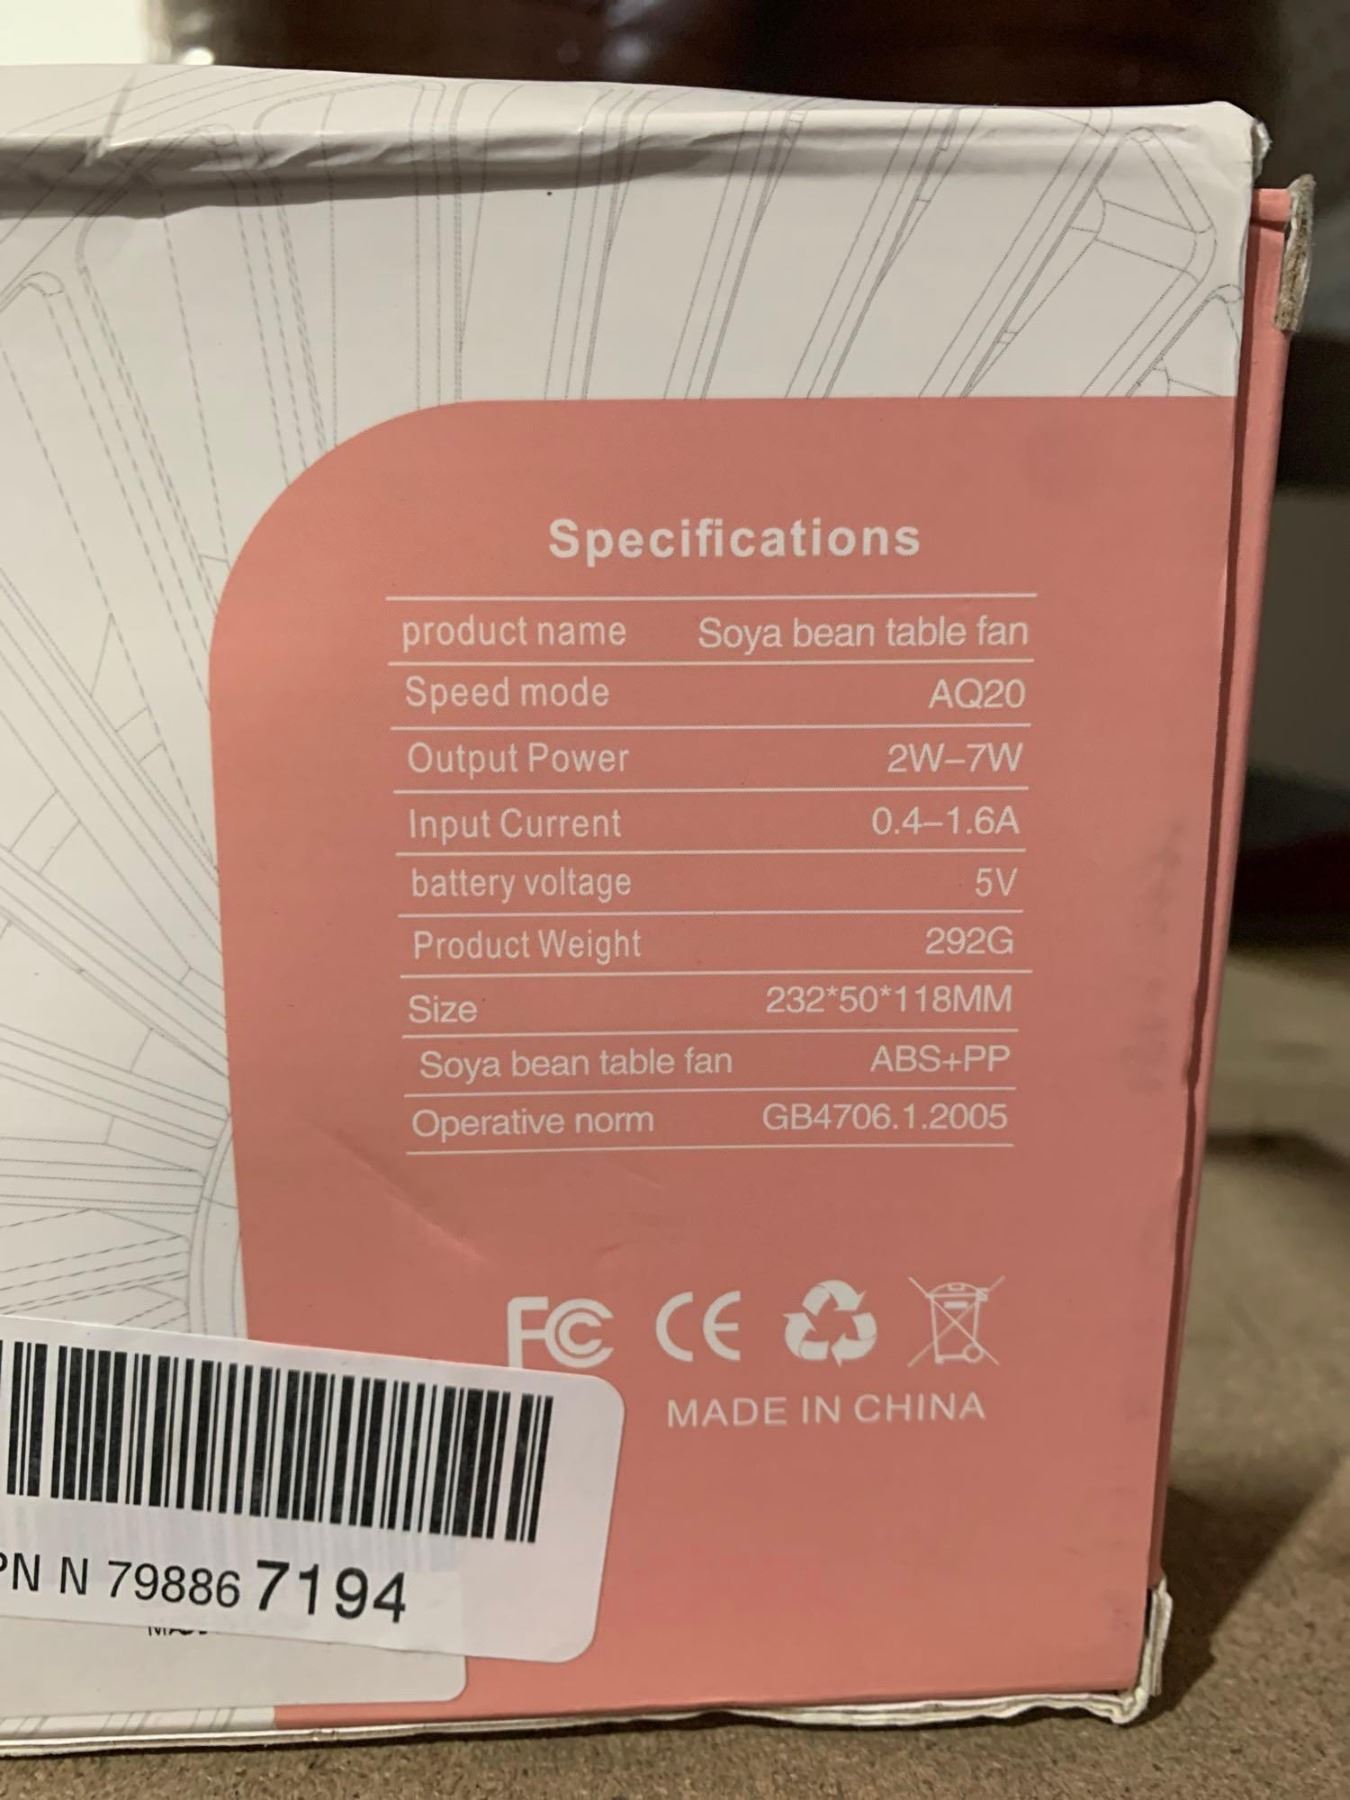 Specifications
product name Soya bean table fan
Speed mode AQ20
Output Power 2W–7W
Input Current 0.4–1.6A
battery voltage 5V
Product Weight 292G
Size 232*50*118MM
Soya bean table fan ABS+PP
Operative norm GB4706.1.2005
FC CE
MADE IN CHINA
PN N 79886 7194